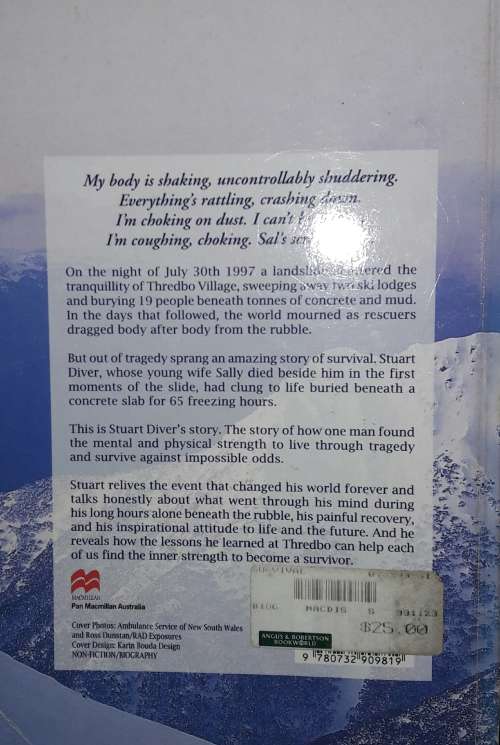 My body is shaking, uncontrollably shuddering.
Everything's rattling, crashing down.
I'm choking on dust. I can't
I'm coughing, choking. Sal's
On the night of July 30th 1997 a landslide the
tranquillity of Thredbo Village, sweeping away two ski lodges
and burying 19 people beneath tonnes of concrete and mud.
In the days that followed, the world mourned as rescuers
dragged body after body from the rubble.
But out of tragedy sprang an amazing story of survival. Stuart
Diver, whose young wife Sally died beside him in the first
moments of the slide, had clung to life buried beneath a
concrete slab for 65 freezing hours.
This is Stuart Diver's story. The story of how one man found
the mental and physical strength to live through tragedy
and survive against impossible odds.
Stuart relives the event that changed his world forever and
talks honestly about what went through his mind during
his long hours alone beneath the rubble, his painful recovery,
and his inspirational attitude to life and the future. And he
reveals how the lessons he learned at Thredbo can help each
of us find the inner strength to become a survivor.
MACMILLAN
Pan Macmillan Australia
Cover Photos: Ambulance Service of New South Wales
and Ross Dunstan/RAD Exposures
Cover Design: Karin Bouda Design
NON-FICTION/BIOGRAPHY
SURVIVAL
BIOG MACDIS S 991123
$25.00
ANGUS & ROBERTSON
BOOKWORLD
9 780732 909819